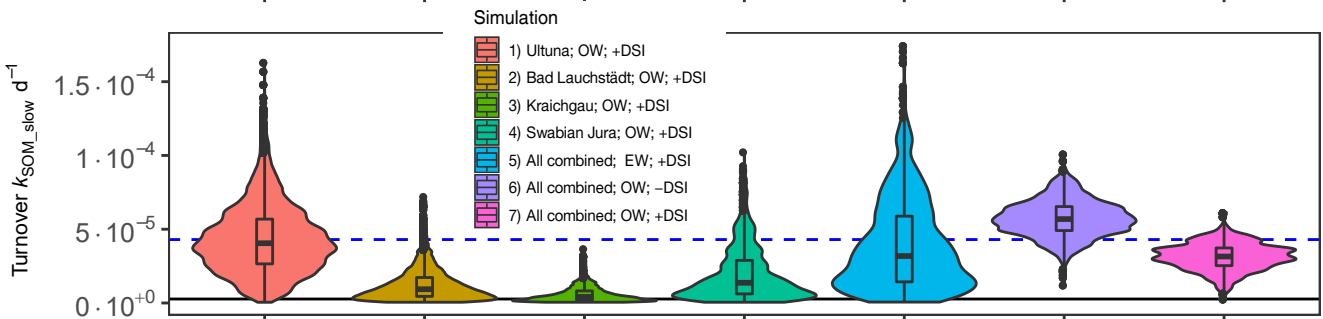 Simulation
1) Ultuna; OW; +DSI
2) Bad Lauchstädt; OW; +DSI
3) Kraichgau; OW; +DSI
4) Swabian Jura; OW; +DSI
5) All combined; EW; +DSI
6) All combined; OW; −DSI
7) All combined; OW; +DSI
Turnover k_SOM_slow d⁻¹
1.5·10⁻⁴
1·10⁻⁴
5·10⁻⁵
0·10⁺⁰